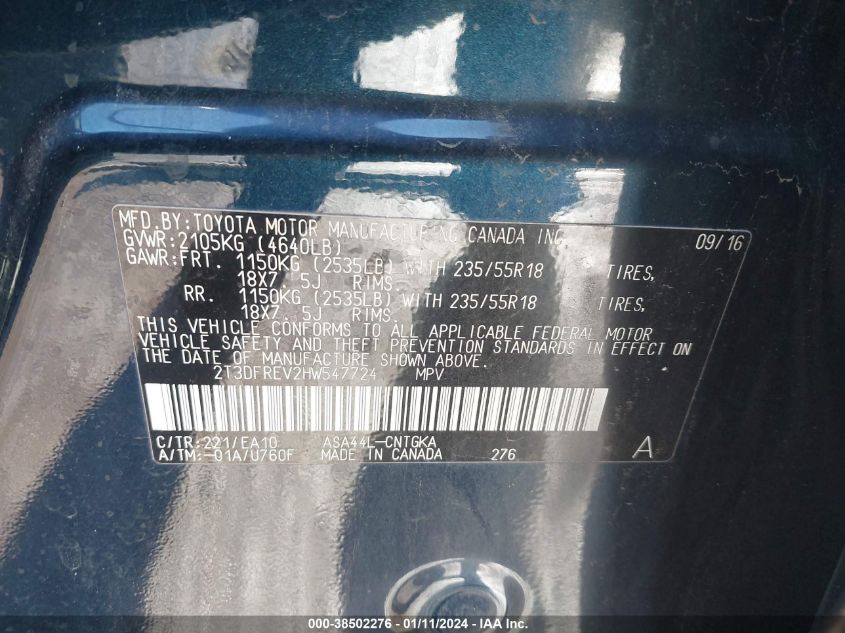 MFD.BY:TOYOTA MOTOR MANUFACTURING CANADA INC. 09/16
GVWR:2105KG (4640LB)
GAWR:FRT. 1150KG (2535LB) WITH 235/55R18 TIRES,
18X7. 5J RIMS.
RR. 1150KG (2535LB) WITH 235/55R18 TIRES,
18X7. 5J RIMS.
THIS VEHICLE CONFORMS TO ALL APPLICABLE FEDERAL MOTOR
VEHICLE SAFETY AND THEFT PREVENTION STANDARDS IN EFFECT ON
THE DATE OF MANUFACTURE SHOWN ABOVE.
2T3DFREV2HW547724 MPV
C/TR:221/EA10 ASA44L-CNTGKA
A/TM:-01A/U760F MADE IN CANADA 276 A
000-38502276 - 01/11/2024 - IAA Inc.